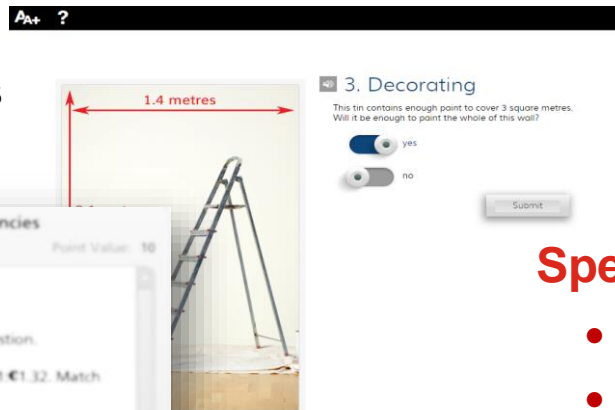 AA+ ?
1.4 metres
3. Decorating
This tin contains enough paint to cover 3 square metres.
Will it be enough to paint the whole of this wall?
yes
no
Submit
ncies
Point Value: 10
stion.
€1.32. Match
Spe